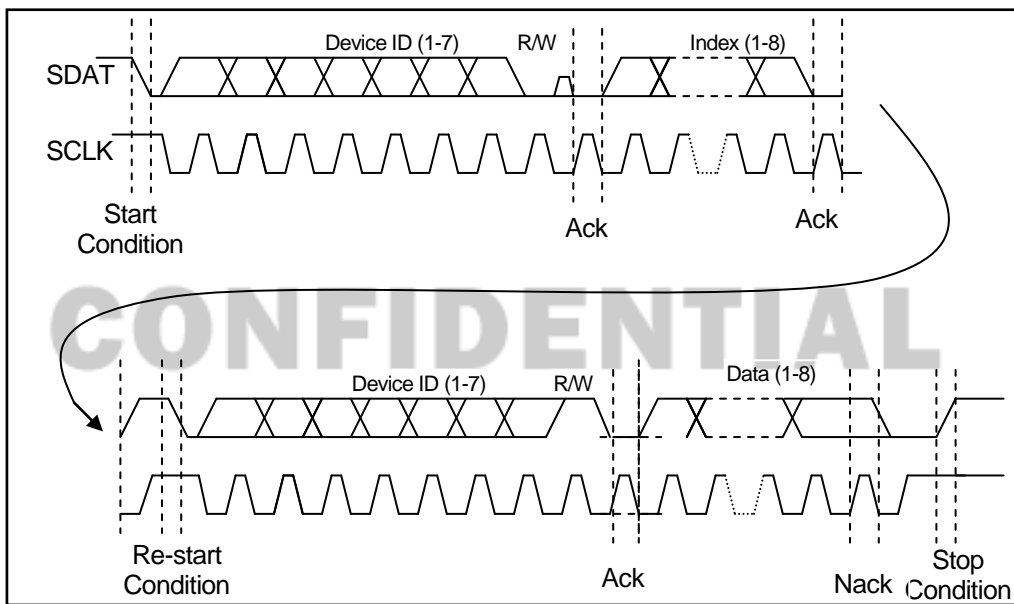 Device ID (1-7) R/W Index (1-8)
SDAT
SCLK
Start
Condition
Ack
Ack
CONFIDENTIAL
Device ID (1-7) R/W Data (1-8)
Re-start
Condition
Ack
Nack
Stop
Condition